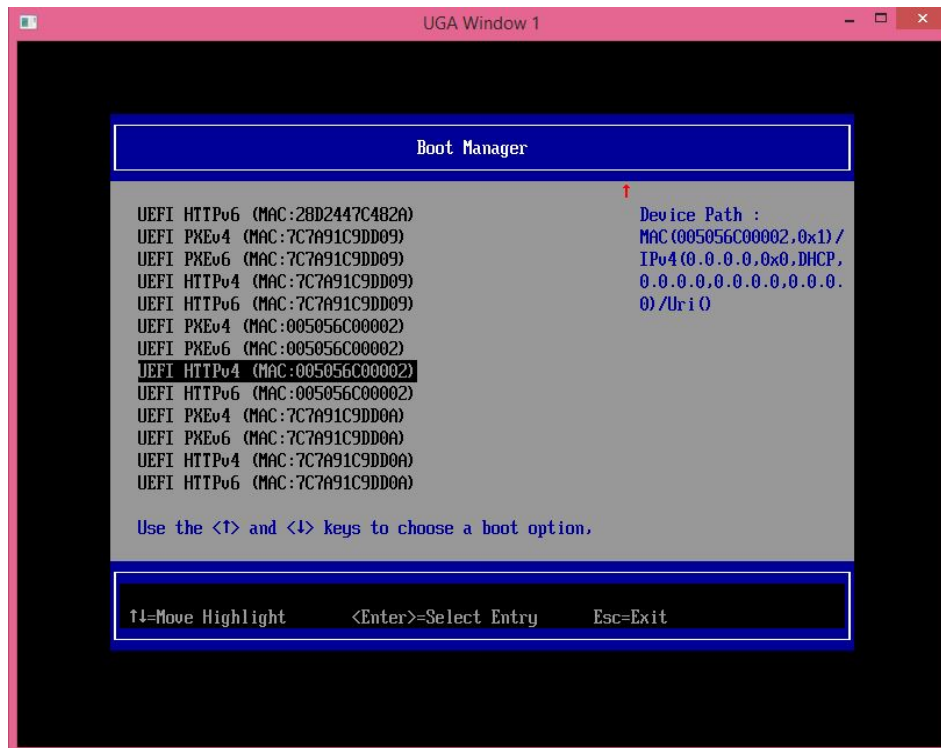 UGA Window 1
Boot Manager
UEFI HTTPv6 (MAC:28D2447C482A)
UEFI PXEv4 (MAC:7C7A91C9DD09)
UEFI PXEv6 (MAC:7C7A91C9DD09)
UEFI HTTPv4 (MAC:7C7A91C9DD09)
UEFI HTTPv6 (MAC:7C7A91C9DD09)
UEFI PXEv4 (MAC:005056C00002)
UEFI PXEv6 (MAC:005056C00002)
UEFI HTTPv4 (MAC:005056C00002)
UEFI HTTPv6 (MAC:005056C00002)
UEFI PXEv4 (MAC:7C7A91C9DD0A)
UEFI PXEv6 (MAC:7C7A91C9DD0A)
UEFI HTTPv4 (MAC:7C7A91C9DD0A)
UEFI HTTPv6 (MAC:7C7A91C9DD0A)
Use the <↑> and <↓> keys to choose a boot option,
↑
Device Path :
MAC(005056C00002,0x1)/
IPv4(0.0.0.0,0x0,DHCP,
0.0.0.0,0.0.0.0,0.0.0.
0)/Uri()
↑↓=Move Highlight <Enter>=Select Entry Esc=Exit